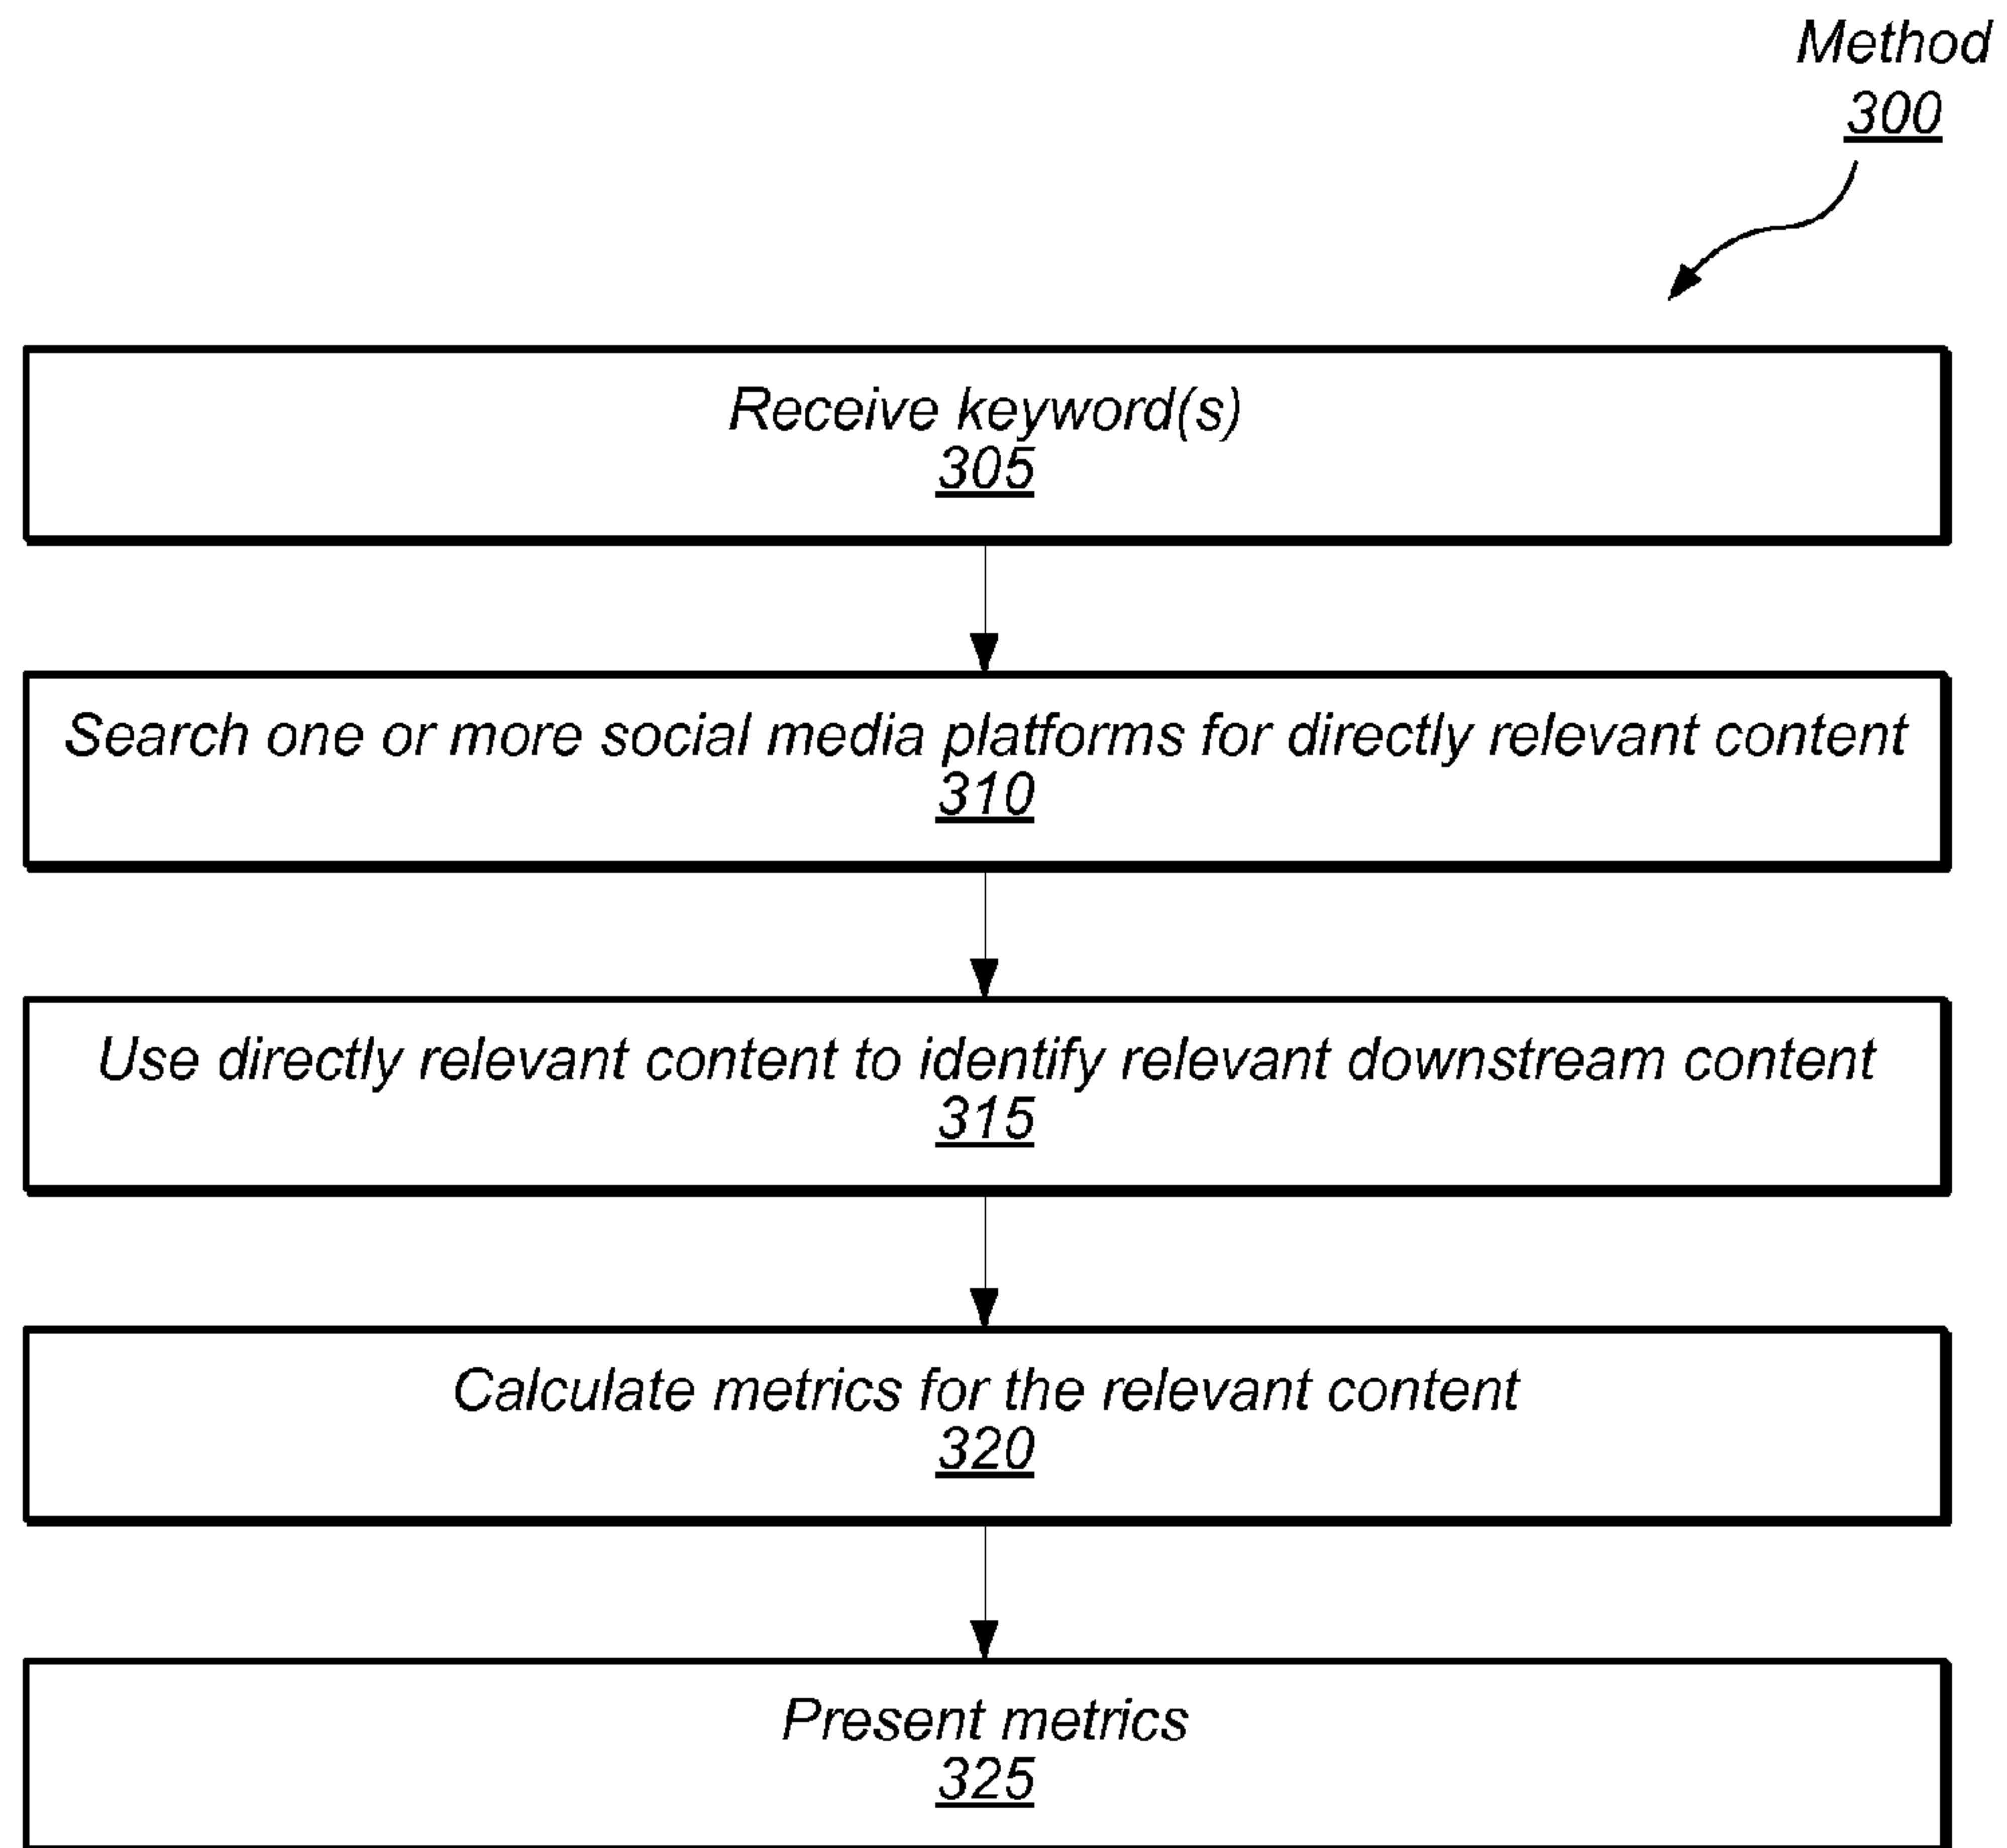 Method
300
Receive keyword(s)
305
Search one or more social media platforms for directly relevant content
310
Use directly relevant content to identify relevant downstream content
315
Calculate metrics for the relevant content
320
Present metrics
325